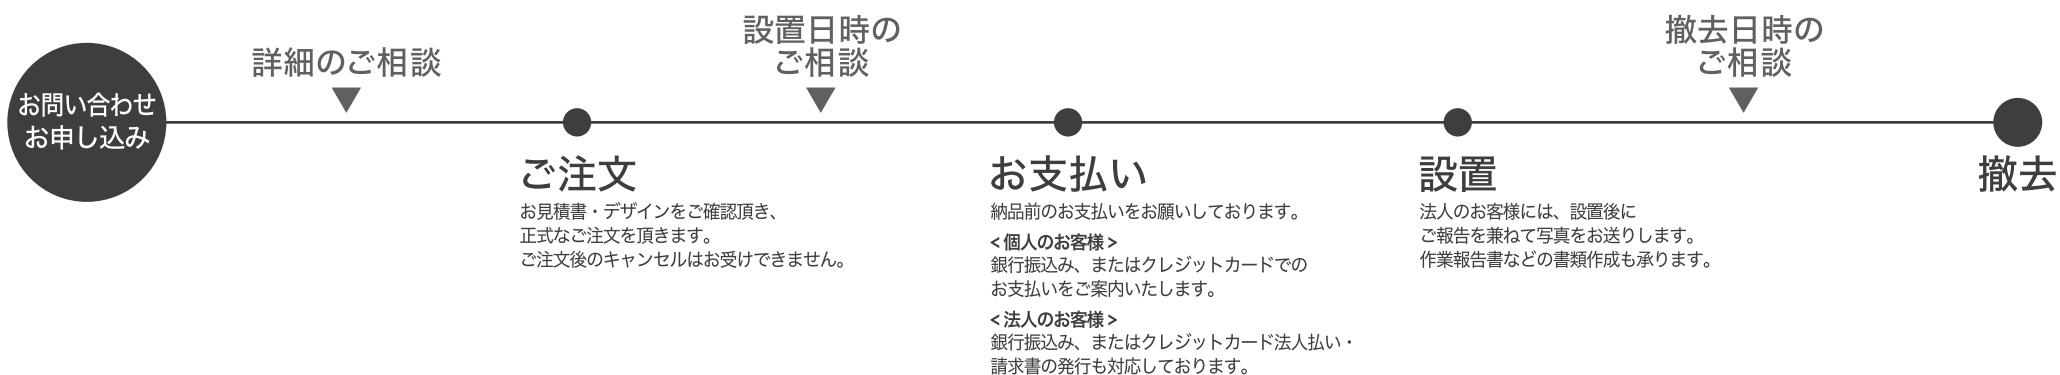 お問い合わせ
お申し込み
詳細のご相談
ご注文
お見積書・デザインをご確認頂き、
正式なご注文を頂きます。
ご注文後のキャンセルはお受けできません。
設置日時の
ご相談
お支払い
納品前のお支払いをお願いしております。
< 個人のお客様 >
銀行振込み、またはクレジットカードでの
お支払いをご案内いたします。
< 法人のお客様 >
銀行振込み、またはクレジットカード法人払い・
請求書の発行も対応しております。
設置
法人のお客様には、設置後に
ご報告を兼ねて写真をお送りします。
作業報告書などの書類作成も承ります。
撤去日時の
ご相談
撤去